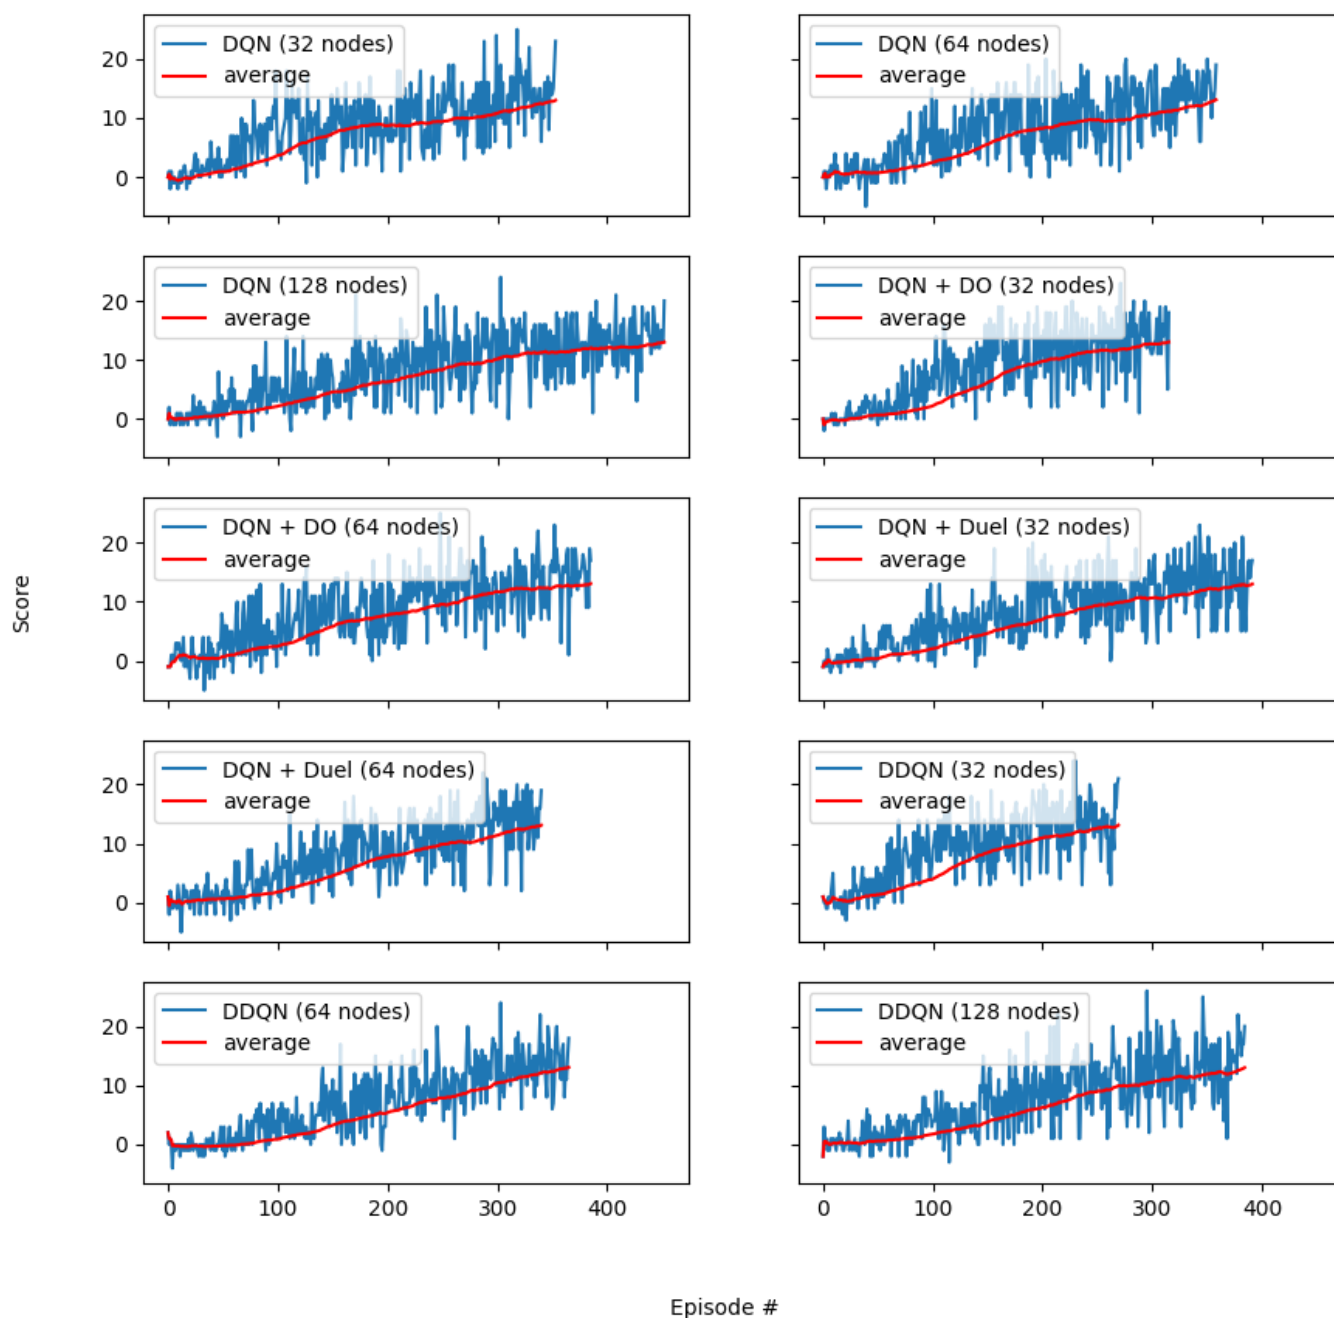 DQN (32 nodes)
average
20
10
0
DQN (64 nodes)
average
DQN (128 nodes)
average
20
10
0
DQN + DO (32 nodes)
average
DQN + DO (64 nodes)
average
20
10
0
DQN + Duel (32 nodes)
average
Score
DQN + Duel (64 nodes)
average
20
10
0
DDQN (32 nodes)
average
DDQN (64 nodes)
average
20
10
0
0 100 200 300 400
DDQN (128 nodes)
average
0 100 200 300 400
Episode #